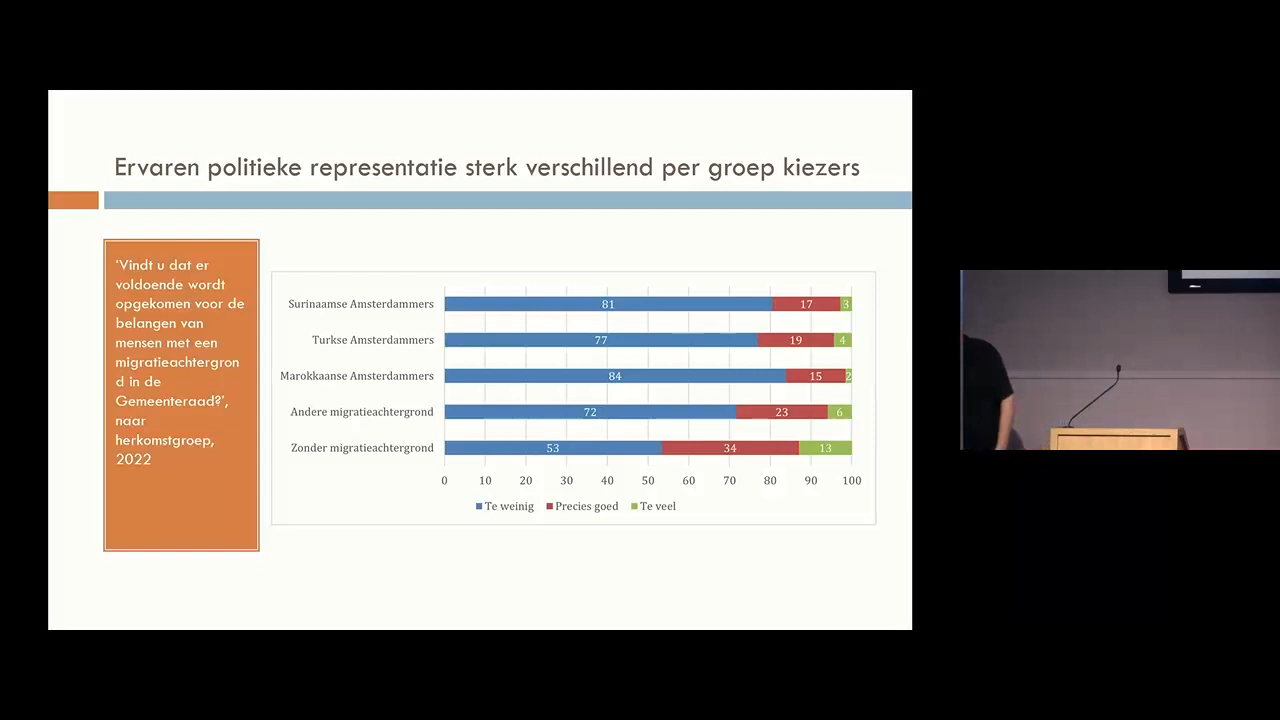 Ervaren politieke representatie sterk verschillend per groep kiezers
'Vindt u dat er
voldoende wordt
opgekomen voor de
belangen van
mensen met een
migratieachtergron
d in de
Gemeenteraad?',
naar
herkomstgroep,
2022
Surinaamse Amsterdammers 81 17 3
Turkse Amsterdammers 77 19 4
Marokkaanse Amsterdammers 84 15 2
Andere migratieachtergrond 72 23 6
Zonder migratieachtergrond 53 34 13
0 10 20 30 40 50 60 70 80 90 100
Te weinig Precies goed Te veel